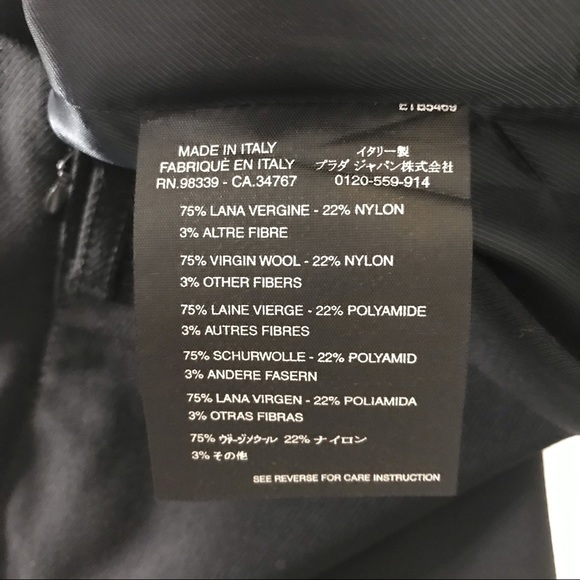 ETB5469
MADE IN ITALY
FABRIQUÉ EN ITALY
RN.98339 - CA.34767
イタリー製
プラダ ジャパン株式会社
0120-559-914
75% LANA VERGINE - 22% NYLON
3% ALTRE FIBRE
75% VIRGIN WOOL - 22% NYLON
3% OTHER FIBERS
75% LAINE VIERGE - 22% POLYAMIDE
3% AUTRES FIBRES
75% SCHURWOLLE - 22% POLYAMID
3% ANDERE FASERN
75% LANA VIRGEN - 22% POLIAMIDA
3% OTRAS FIBRAS
75% ヴァージンウール 22% ナイロン
3% その他
SEE REVERSE FOR CARE INSTRUCTION